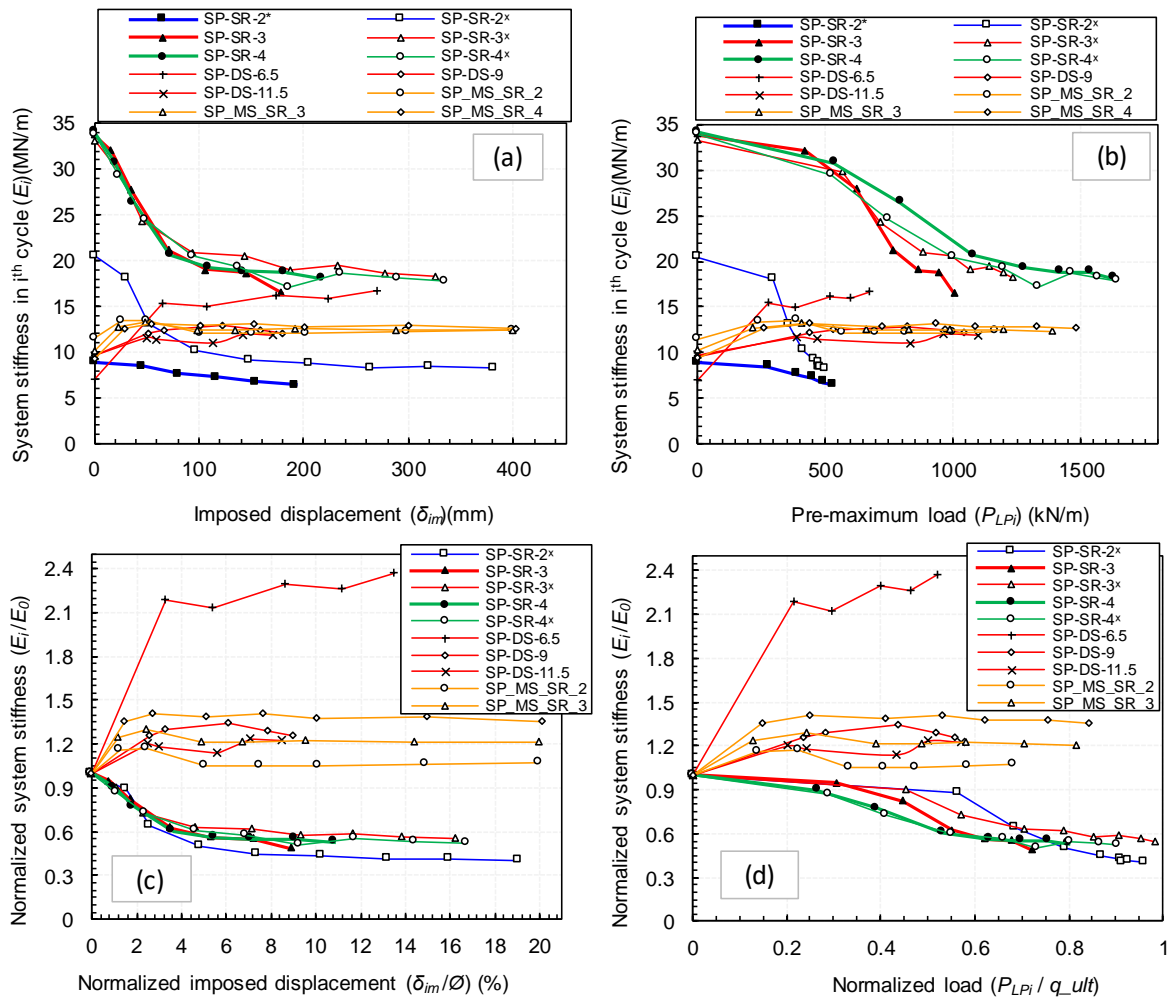 SP-SR-2* SP-SR-2ˣ
SP-SR-3 SP-SR-3ˣ
SP-SR-4 SP-SR-4ˣ
SP-DS-6.5 SP-DS-9
SP-DS-11.5 SP_MS_SR_2
SP_MS_SR_3 SP_MS_SR_4
(a)
System stiffness in iᵗʰ cycle (Eᵢ)(MN/m)
35
30
25
20
15
10
5
0
0 100 200 300 400
Imposed displacement (δim)(mm)
SP-SR-2* SP-SR-2ˣ
SP-SR-3 SP-SR-3ˣ
SP-SR-4 SP-SR-4ˣ
SP-DS-6.5 SP-DS-9
SP-DS-11.5 SP_MS_SR_2
SP_MS_SR_3 SP_MS_SR_4
(b)
System stiffness in iᵗʰ cycle (Eᵢ)(MN/m)
35
30
25
20
15
10
5
0
0 500 1000 1500
Pre-maximum load (PLPi) (kN/m)
SP-SR-2ˣ
SP-SR-3
SP-SR-3ˣ
SP-SR-4
SP-SR-4ˣ
SP-DS-6.5
SP-DS-9
SP-DS-11.5
SP_MS_SR_2
SP_MS_SR_3
(c)
Normalized system stiffness (Eᵢ/E₀)
2.4
2.1
1.8
1.5
1.2
0.9
0.6
0.3
0
0 2 4 6 8 10 12 14 16 18 20
Normalized imposed displacement (δim/Ø) (%)
SP-SR-2ˣ
SP-SR-3
SP-SR-3ˣ
SP-SR-4
SP-SR-4ˣ
SP-DS-6.5
SP-DS-9
SP-DS-11.5
SP_MS_SR_2
SP_MS_SR_3
(d)
Normalized system stiffness (Eᵢ/E₀)
2.4
2.1
1.8
1.5
1.2
0.9
0.6
0.3
0
0 0.2 0.4 0.6 0.8 1
Normalized load (PLPi / q_ult)